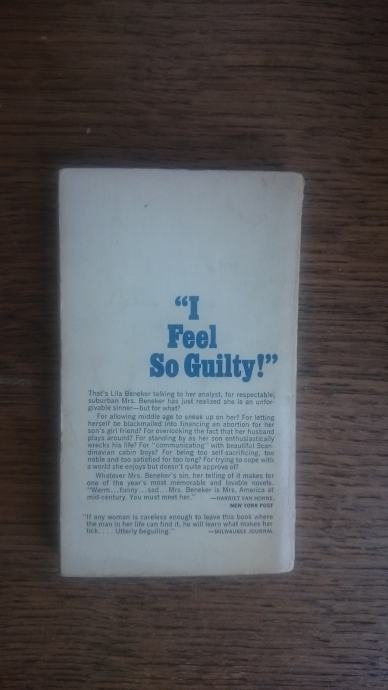 “I
Feel
So Guilty!”
That's Lila Beneker talking to her analyst, for respectable,
suburban Mrs. Beneker has just realized she is an unfor-
givable sinner—but for what?
For allowing middle age to sneak up on her? For letting
herself be blackmailed into financing an abortion for her
son's girl friend? For overlooking the fact that her husband
plays around? For standing by as her son enthusiastically
wrecks his life? For “communicating” with beautiful Scan-
dinavian cabin boys? For being too self-sacrificing, too
noble and too satisfied for too long? For trying to cope with
a world she enjoys but doesn't quite approve of?
Whatever Mrs. Beneker's sin, her telling of it makes for
one of the year's most memorable and lovable novels.
“Warm...funny...sad...Mrs. Beneker is Mrs. America at
mid-century. You must meet her.” —HARRIET VAN HORNE,
NEW YORK POST
“If any woman is careless enough to leave this book where
the man in her life can find it, he will learn what makes her
tick.... Utterly beguiling.” —MILWAUKEE JOURNAL